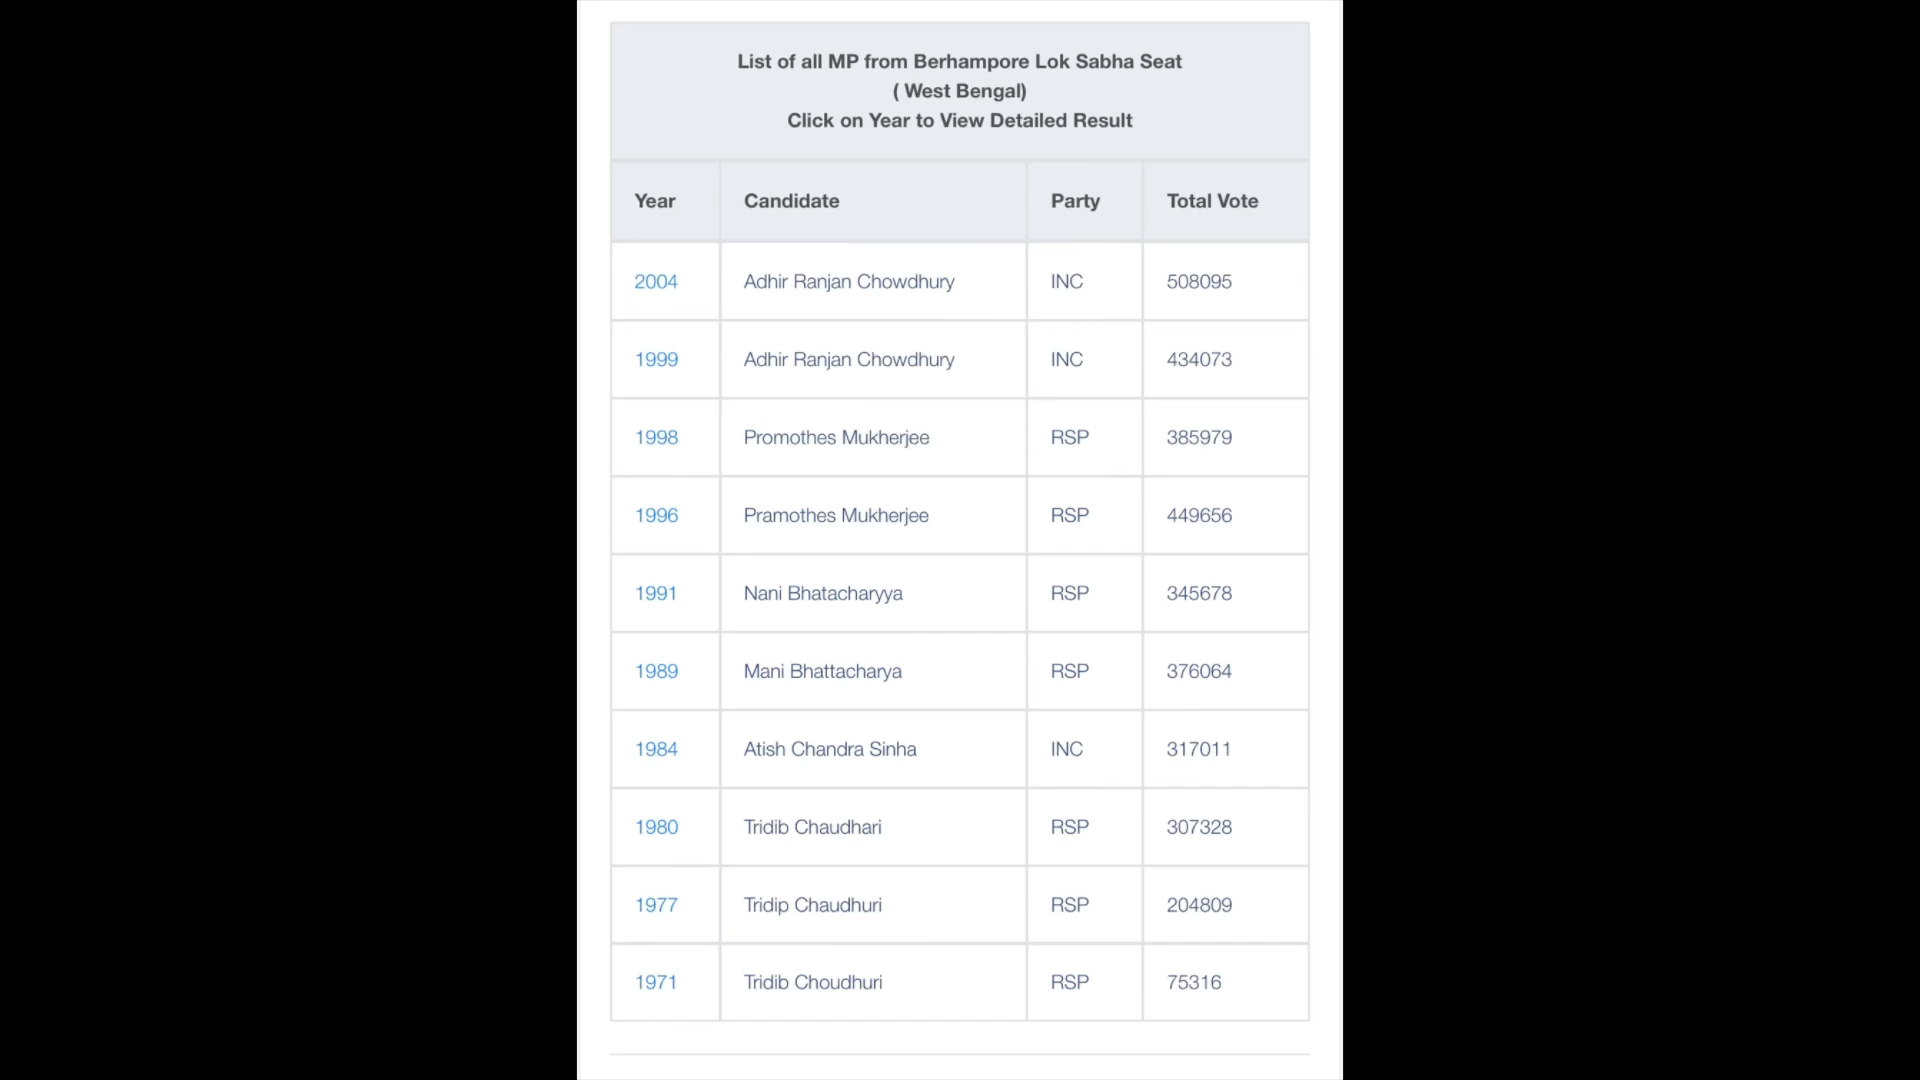 List of all MP from Berhampore Lok Sabha Seat
( West Bengal)
Click on Year to View Detailed Result
Year Candidate Party Total Vote
2004 Adhir Ranjan Chowdhury INC 508095
1999 Adhir Ranjan Chowdhury INC 434073
1998 Promothes Mukherjee RSP 385979
1996 Pramothes Mukherjee RSP 449656
1991 Nani Bhatacharyya RSP 345678
1989 Mani Bhattacharya RSP 376064
1984 Atish Chandra Sinha INC 317011
1980 Tridib Chaudhari RSP 307328
1977 Tridip Chaudhuri RSP 204809
1971 Tridib Choudhuri RSP 75316